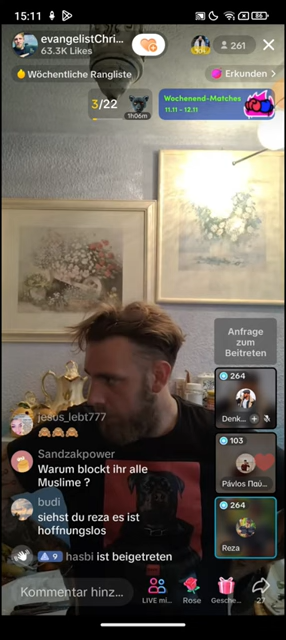 15:11
86
evangelistChri...
63.3K Likes
261
Wöchentliche Rangliste
Erkunden >
3/22
1h06m
Wochenend-Matches
11.11 - 12.11
Anfrage
zum
Beitreten
264
Denk...
103
Pávlos Παύ...
264
Reza
jesus_lebt777
Sandzakpower
Warum blockt ihr alle
Muslime ?
budi
siehst du reza es ist
hoffnungslos
9 hasbi ist beigetreten
Kommentar hinz...
LIVE mi...
Rose
Gesche...
27